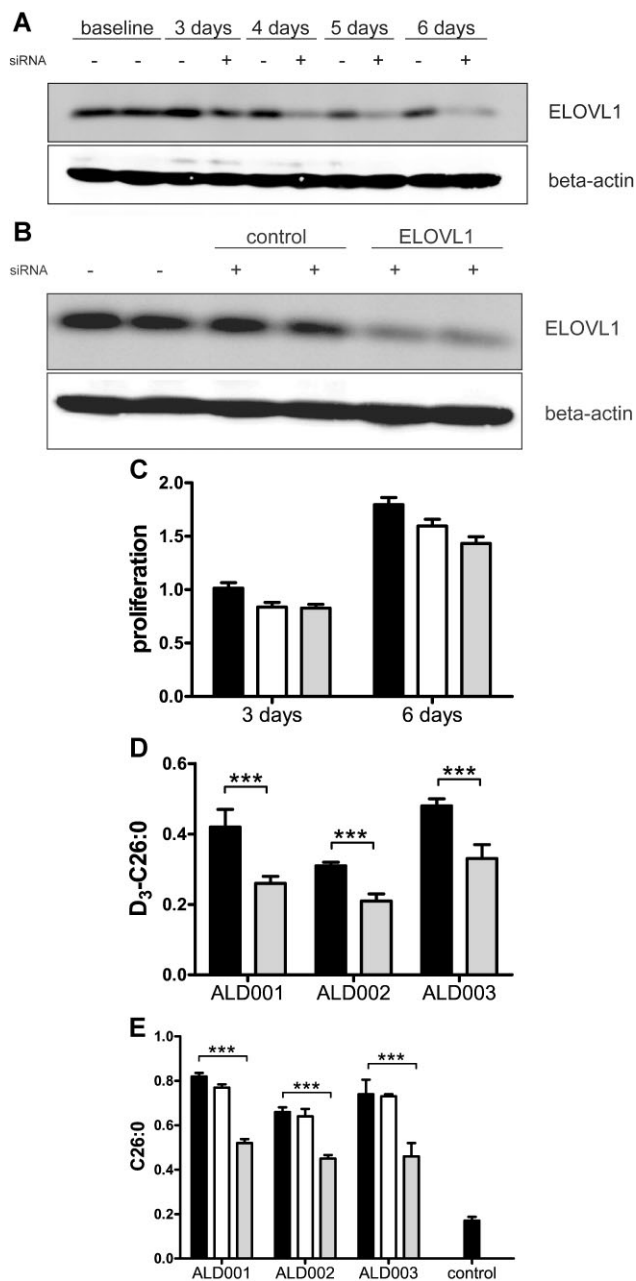 A
baseline 3 days 4 days 5 days 6 days
siRNA - - - + - + - + - +
ELOVL1
beta-actin
B
control ELOVL1
siRNA - - + + + +
ELOVL1
beta-actin
C
proliferation
2.0
1.5
1.0
0.5
0.0
3 days 6 days
D
D₃-C26:0
0.6
0.4
0.2
0.0
*** *** ***
ALD001 ALD002 ALD003
E
C26:0
1.0
0.8
0.6
0.4
0.2
0.0
*** *** ***
ALD001 ALD002 ALD003 control